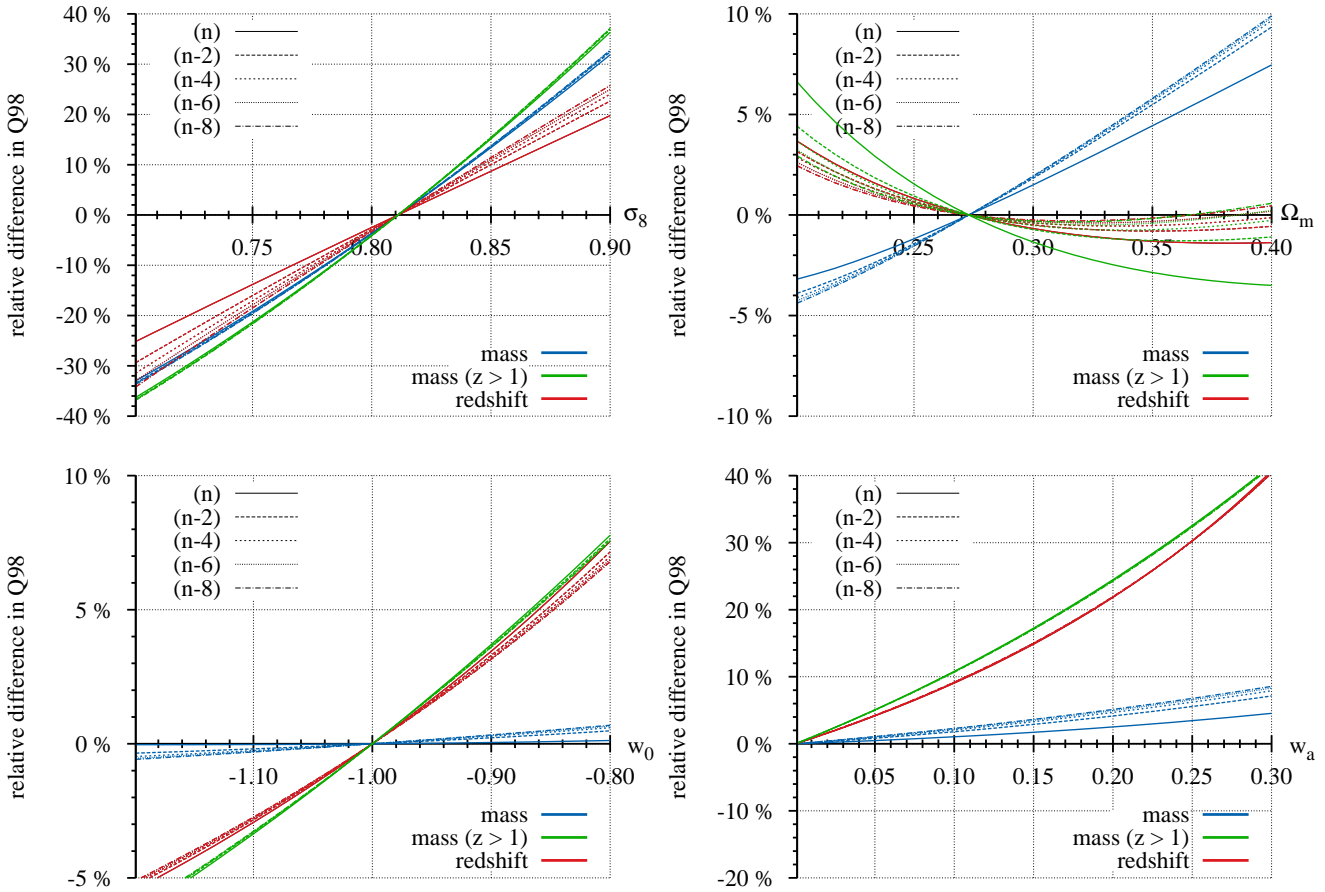 40 %
30 %
20 %
10 %
0 %
-10 %
-20 %
-30 %
-40 %
relative difference in Q98
(n)
(n-2)
(n-4)
(n-6)
(n-8)
0.75
0.80
0.85
0.90
σ8
mass
mass (z > 1)
redshift
10 %
5 %
0 %
-5 %
-10 %
relative difference in Q98
(n)
(n-2)
(n-4)
(n-6)
(n-8)
0.25
0.30
0.35
0.40
Ωm
mass
mass (z > 1)
redshift
10 %
5 %
0 %
-5 %
relative difference in Q98
(n)
(n-2)
(n-4)
(n-6)
(n-8)
-1.10
-1.00
-0.90
-0.80
w0
mass
mass (z > 1)
redshift
40 %
30 %
20 %
10 %
0 %
-10 %
-20 %
relative difference in Q98
(n)
(n-2)
(n-4)
(n-6)
(n-8)
0.05
0.10
0.15
0.20
0.25
0.30
wa
mass
mass (z > 1)
redshift